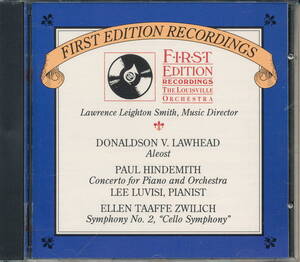 FIRST EDITION RECORDINGS
FIRST
EDITION
RECORDINGS
THE LOUISVILLE
ORCHESTRA
Lawrence Leighton Smith, Music Director
DONALDSON V. LAWHEAD
Aleost
PAUL HINDEMITH
Concerto for Piano and Orchestra
LEE LUVISI, PIANIST
ELLEN TAAFFE ZWILICH
Symphony No. 2, "Cello Symphony"